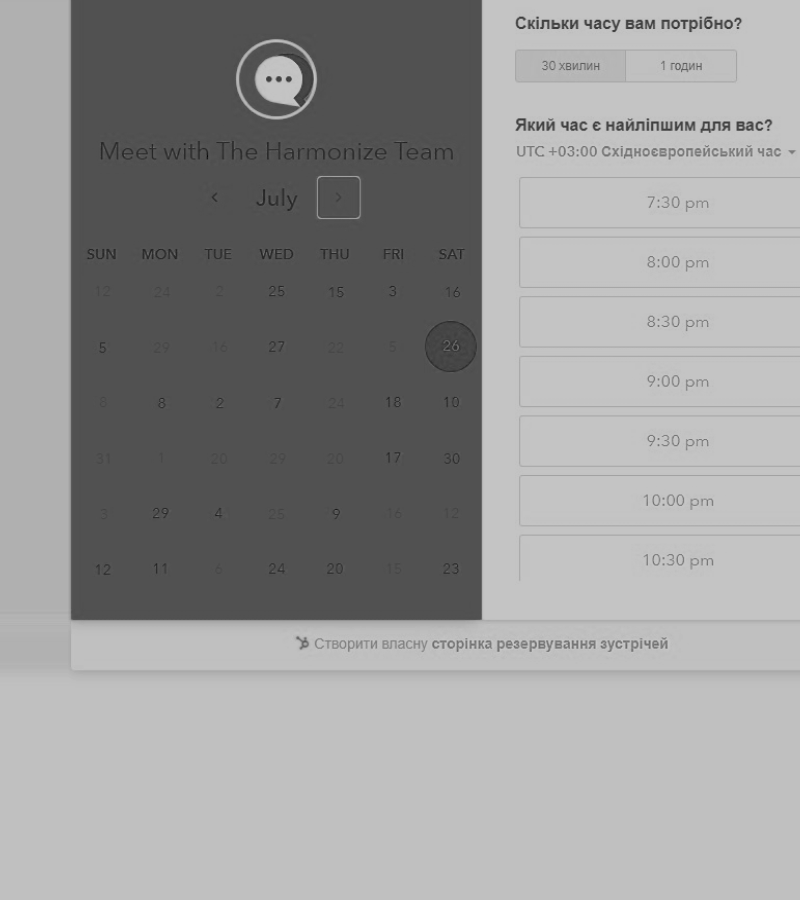 Meet with The Harmonize Team
July
SUN MON TUE WED THU FRI SAT
12 24 2 25 15 3 16
5 29 16 27 22 5 26
8 8 2 7 24 18 10
31 1 20 29 20 17 30
3 29 4 25 9 16 12
12 11 6 24 20 15 23
Скільки часу вам потрібно?
30 хвилин 1 годин
Який час є найліпшим для вас?
UTC +03:00 Східноєвропейський час
7:30 pm
8:00 pm
8:30 pm
9:00 pm
9:30 pm
10:00 pm
10:30 pm
Створити власну сторінка резервування зустрічей